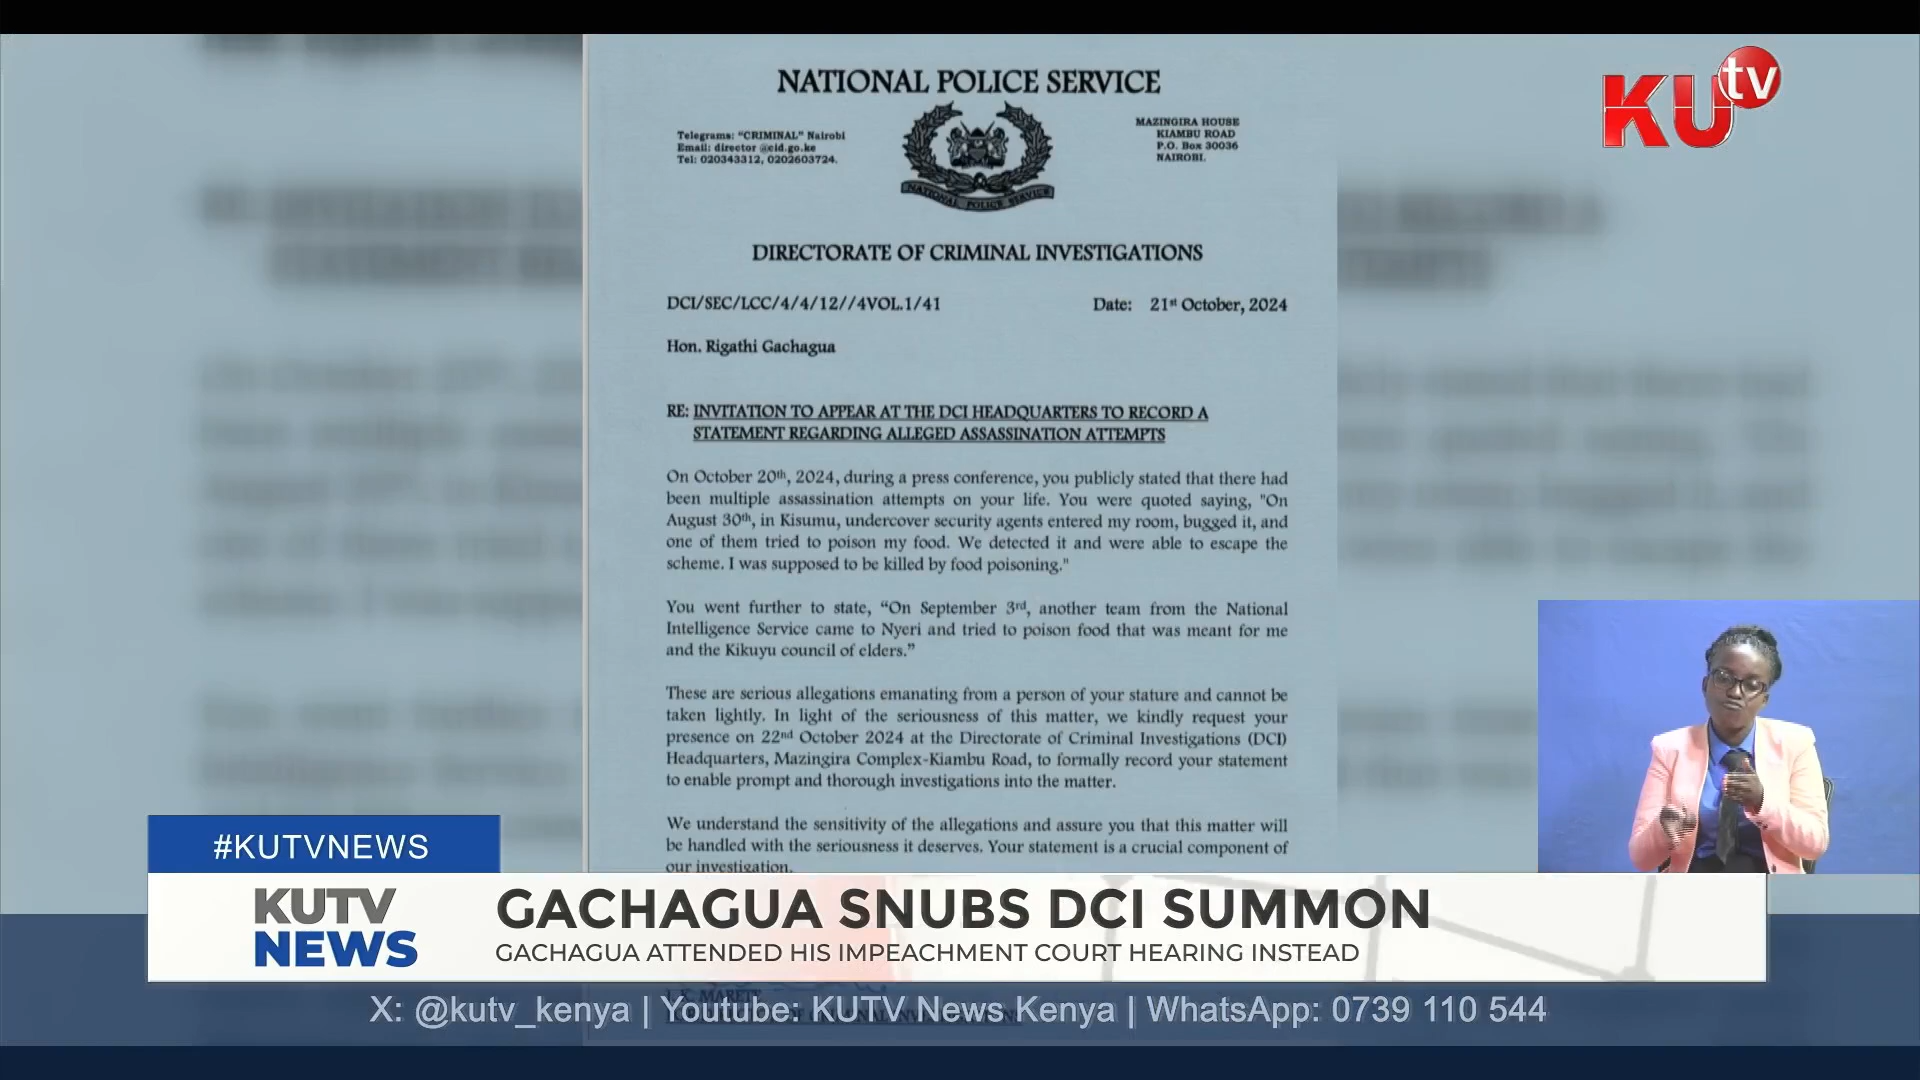 NATIONAL POLICE SERVICE
KUtv
Telegrams: "CRIMINAL" Nairobi
Email: director @cid.go.ke
Tel: 020343312, 0202603724.
MAZINGIRA HOUSE
KIAMBU ROAD
P.O. Box 30036
NAIROBI.
NATIONAL POLICE SERVICE
DIRECTORATE OF CRIMINAL INVESTIGATIONS
DCI/SEC/LCC/4/4/12//4VOL.1/41
Date: 21st October, 2024
Hon. Rigathi Gachagua
RE: INVITATION TO APPEAR AT THE DCI HEADQUARTERS TO RECORD A
STATEMENT REGARDING ALLEGED ASSASSINATION ATTEMPTS
On October 20th, 2024, during a press conference, you publicly stated that there had
been multiple assassination attempts on your life. You were quoted saying, "On
August 30th, in Kisumu, undercover security agents entered my room, bugged it, and
one of them tried to poison my food. We detected it and were able to escape the
scheme. I was supposed to be killed by food poisoning."
You went further to state, “On September 3rd, another team from the National
Intelligence Service came to Nyeri and tried to poison food that was meant for me
and the Kikuyu council of elders.”
These are serious allegations emanating from a person of your stature and cannot be
taken lightly. In light of the seriousness of this matter, we kindly request your
presence on 22nd October 2024 at the Directorate of Criminal Investigations (DCI)
Headquarters, Mazingira Complex-Kiambu Road, to formally record your statement
to enable prompt and thorough investigations into the matter.
We understand the sensitivity of the allegations and assure you that this matter will
be handled with the seriousness it deserves. Your statement is a crucial component of
our investigation.
#KUTVNEWS
KUTV
NEWS
GACHAGUA SNUBS DCI SUMMON
GACHAGUA ATTENDED HIS IMPEACHMENT COURT HEARING INSTEAD
X: @kutv_kenya | Youtube: KUTV News Kenya | WhatsApp: 0739 110 544